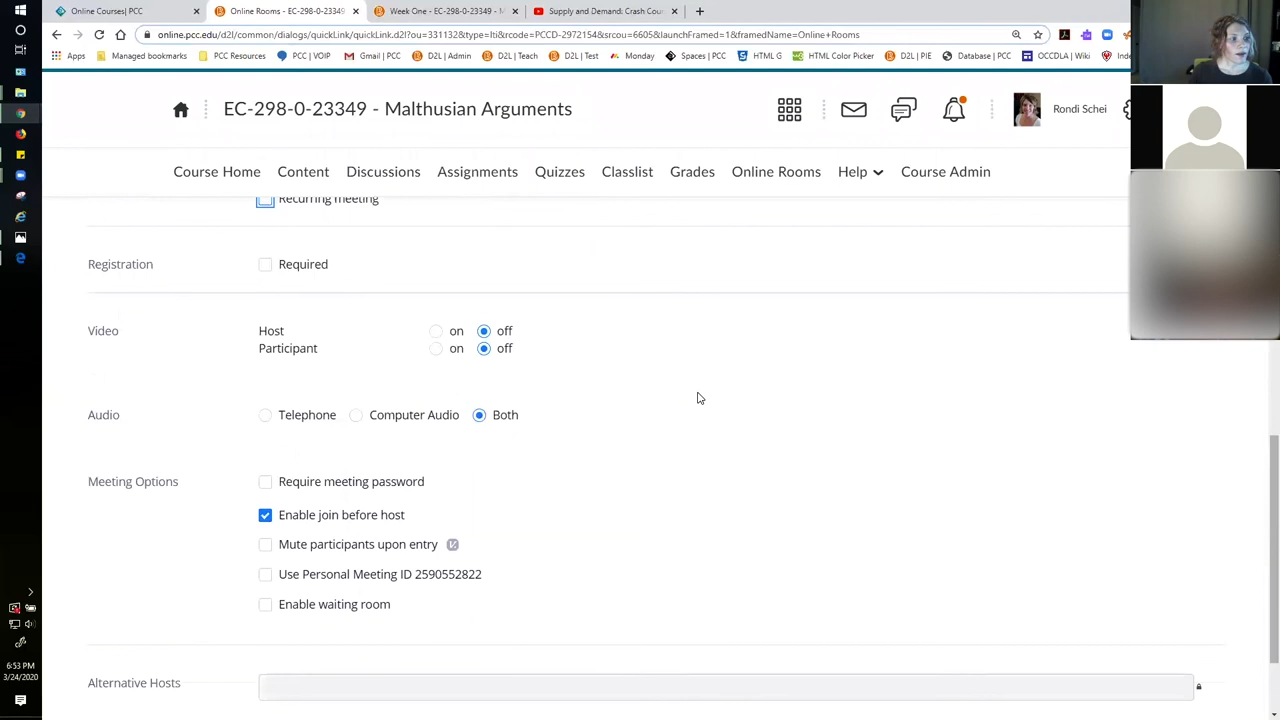 Online Courses| PCC
Online Rooms - EC-298-0-23349 -
Week One - EC-298-0-23349 - M
Supply and Demand: Crash Cou
online.pcc.edu/d2l/common/dialogs/quickLink/quickLink.d2l?ou=331132&type=lti&rcode=PCCD-2972154&srcou=6605&launchFramed=1&framedName=Online+Rooms
Apps Managed bookmarks PCC Resources PCC | VOIP Gmail | PCC D2L | Admin D2L | Teach D2L | Test Monday Spaces | PCC HTML G HTML Color Picker D2L | PIE Database | PCC OCCDLA | Wiki Inde
EC-298-0-23349 - Malthusian Arguments
Rondi Schei
Course Home Content Discussions Assignments Quizzes Classlist Grades Online Rooms Help Course Admin
Recurring meeting
Registration Required
Video Host on off
Participant on off
Audio Telephone Computer Audio Both
Meeting Options Require meeting password
Enable join before host
Mute participants upon entry
Use Personal Meeting ID 2590552822
Enable waiting room
Alternative Hosts
6:53 PM
3/24/2020